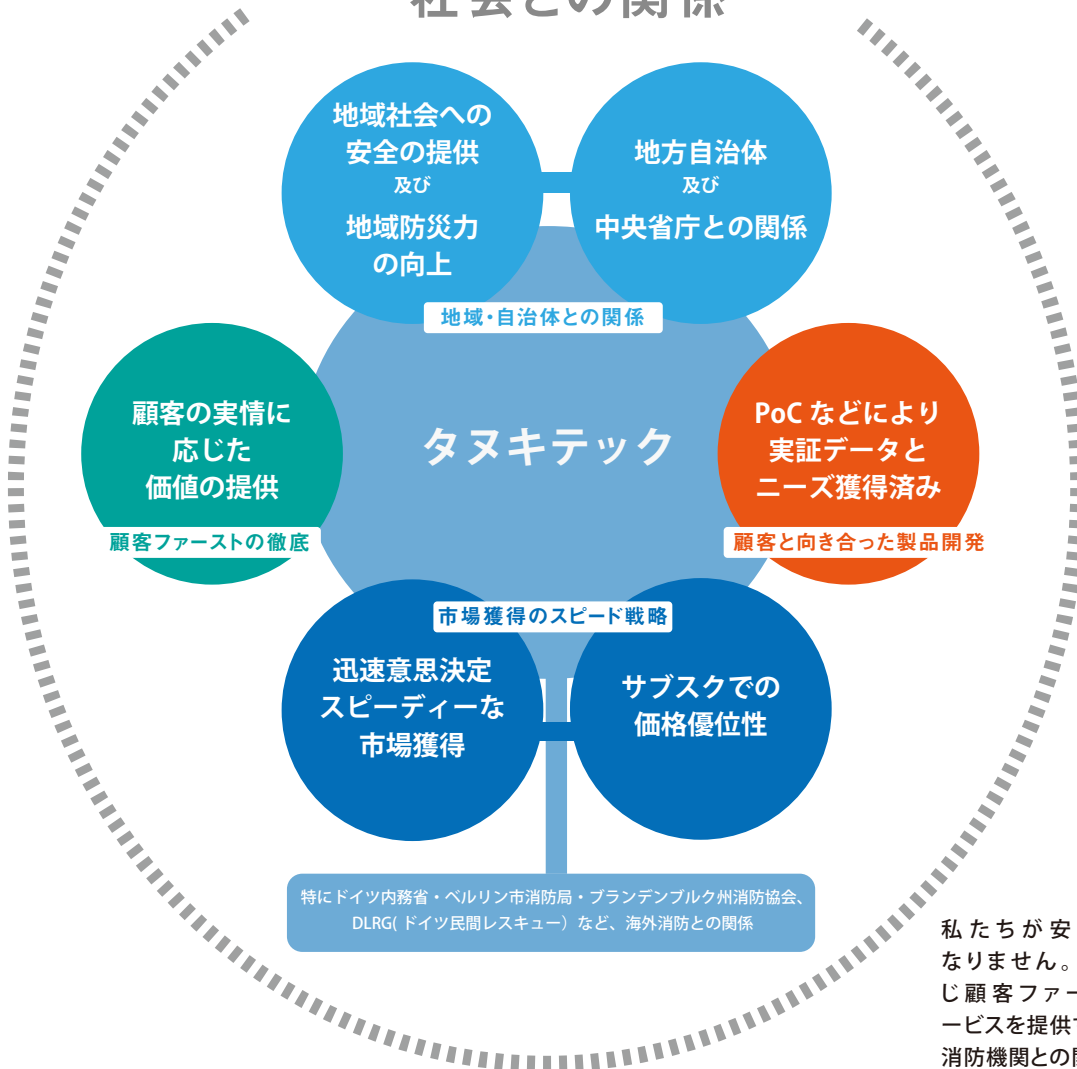 社会との関係
地域社会への
安全の提供
及び
地域防災力
の向上
地方自治体
及び
中央省庁との関係
地域・自治体との関係
顧客の実情に
応じた
価値の提供
顧客ファーストの徹底
タヌキテック
PoC などにより
実証データと
ニーズ獲得済み
顧客と向き合った製品開発
市場獲得のスピード戦略
迅速意思決定
スピーディーな
市場獲得
サブスクでの
価格優位性
特にドイツ内務省・ベルリン市消防局・ブランデンブルク州消防協会、
DLRG( ドイツ民間レスキュー）など、海外消防との関係
私たちが安
なりません。
じ顧客ファー
ービスを提供
消防機関との